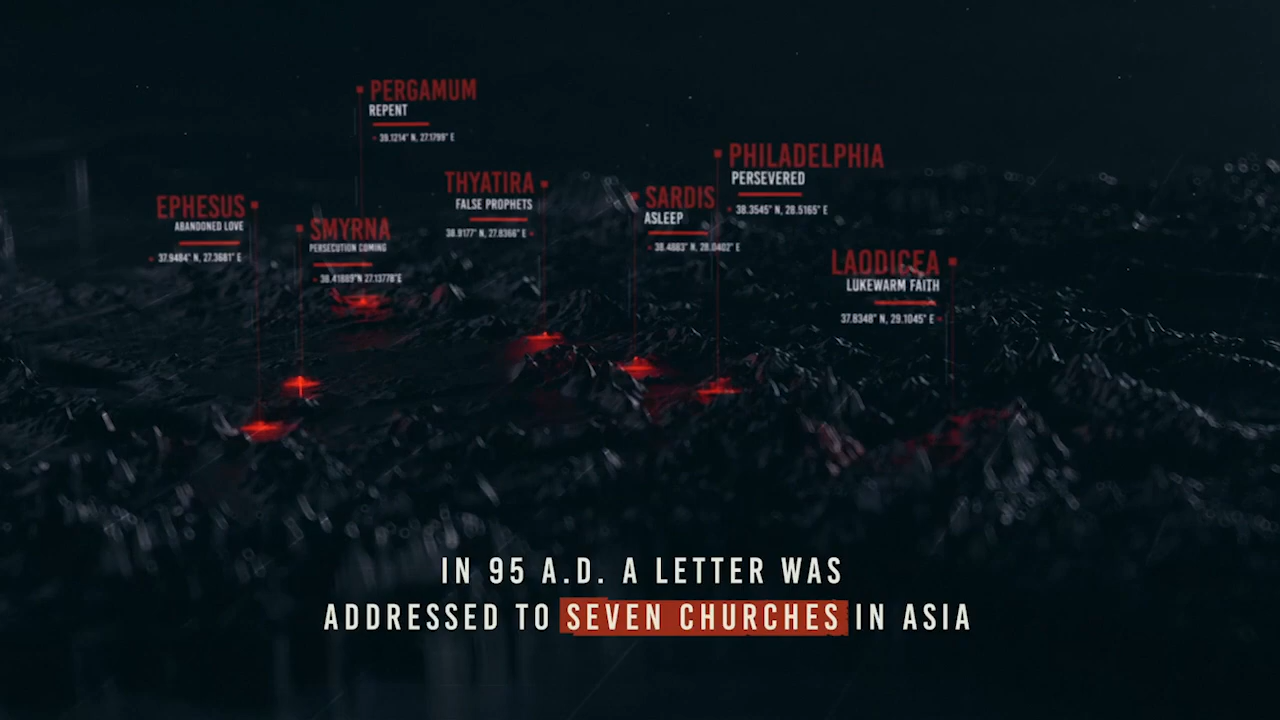 PERGAMUM
REPENT
39.1214° N, 27.1799° E
PHILADELPHIA
PERSEVERED
38.3545° N, 28.5165° E
THYATIRA
FALSE PROPHETS
38.9177° N, 27.8366° E
SARDIS
ASLEEP
38.4883° N, 28.0402° E
EPHESUS
ABANDONED LOVE
37.9484° N, 27.3681° E
SMYRNA
PERSECUTION COMING
38.41889°N 27.13778°E
LAODICEA
LUKEWARM FAITH
37.8348° N, 29.1045° E
IN 95 A.D. A LETTER WAS
ADDRESSED TO SEVEN CHURCHES IN ASIA